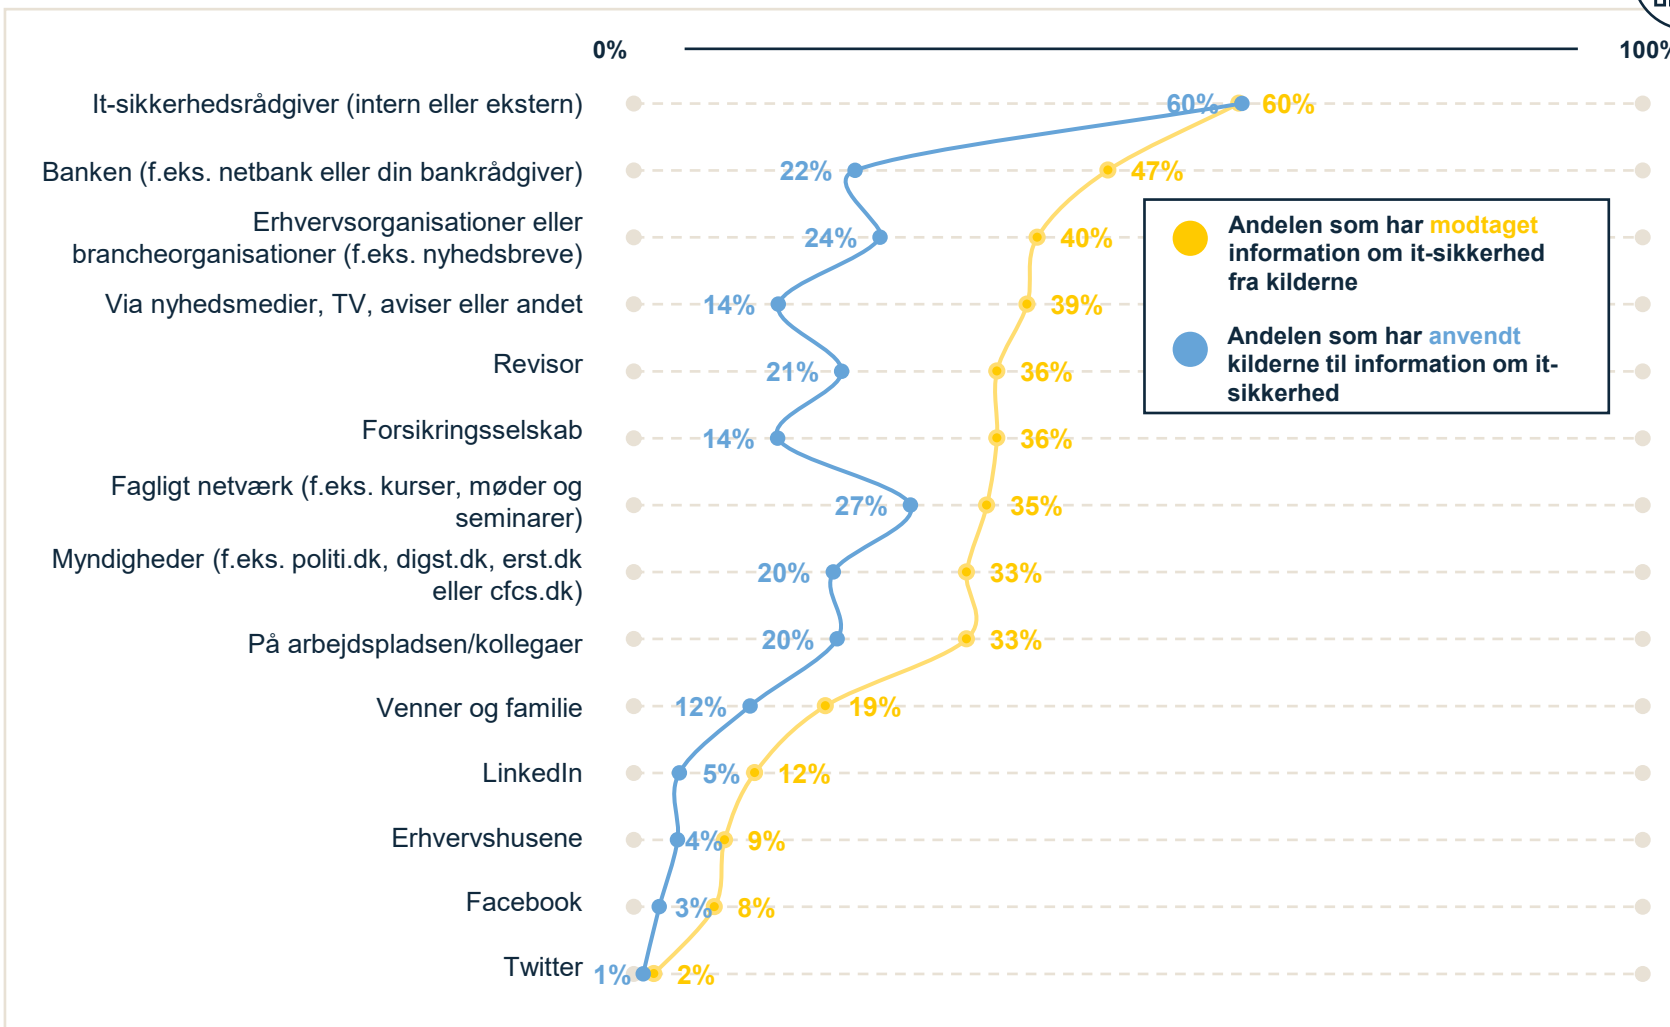 0%
100%
It-sikkerhedsrådgiver (intern eller ekstern)
60%
60%
Banken (f.eks. netbank eller din bankrådgiver)
22%
47%
Erhvervsorganisationer eller
brancheorganisationer (f.eks. nyhedsbreve)
24%
40%
Andelen som har modtaget
information om it-sikkerhed
fra kilderne
Andelen som har anvendt
kilderne til information om it-
sikkerhed
Via nyhedsmedier, TV, aviser eller andet
14%
39%
Revisor
21%
36%
Forsikringsselskab
14%
36%
Fagligt netværk (f.eks. kurser, møder og
seminarer)
27%
35%
Myndigheder (f.eks. politi.dk, digst.dk, erst.dk
eller cfcs.dk)
20%
33%
På arbejdspladsen/kollegaer
20%
33%
Venner og familie
12%
19%
LinkedIn
5%
12%
Erhvervshusene
4%
9%
Facebook
3%
8%
Twitter
1%
2%